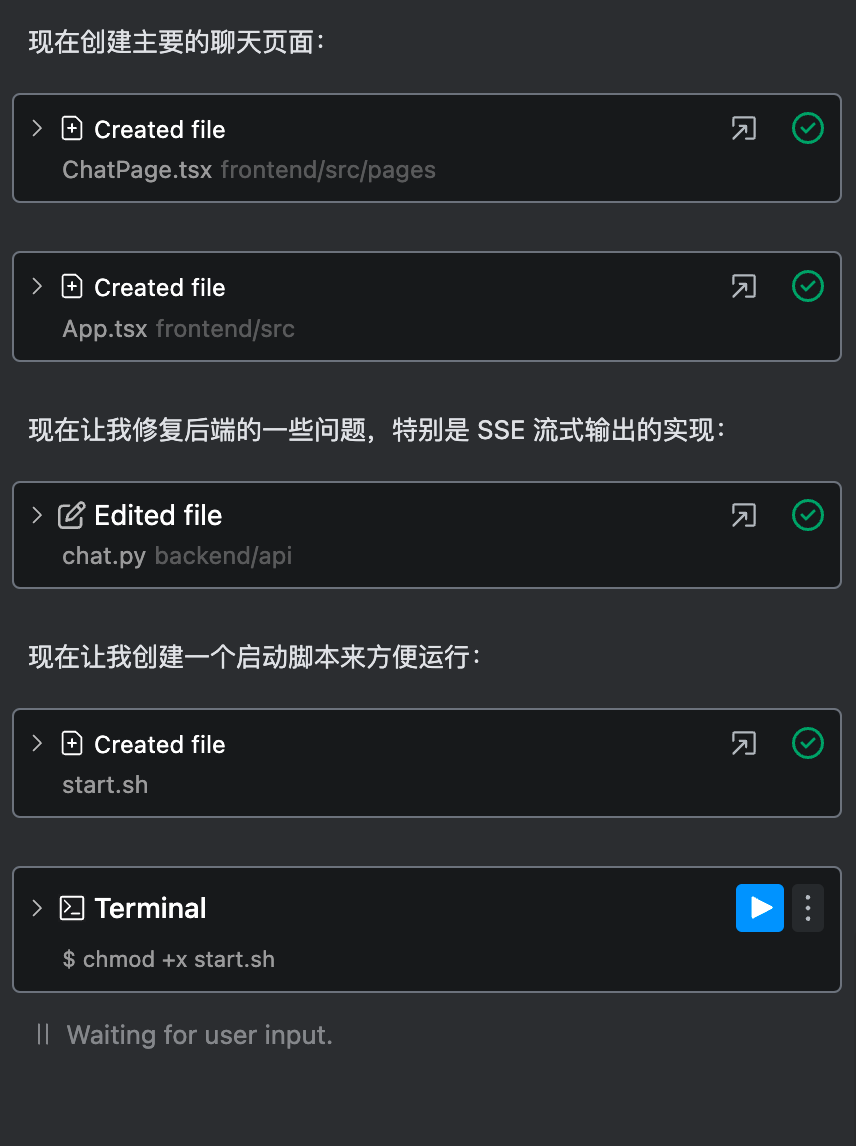 现在创建主要的聊天页面：
Created file
ChatPage.tsx frontend/src/pages
Created file
App.tsx frontend/src
现在让我修复后端的一些问题，特别是 SSE 流式输出的实现：
Edited file
chat.py backend/api
现在让我创建一个启动脚本来方便运行：
Created file
start.sh
Terminal
$ chmod +x start.sh
Waiting for user input.